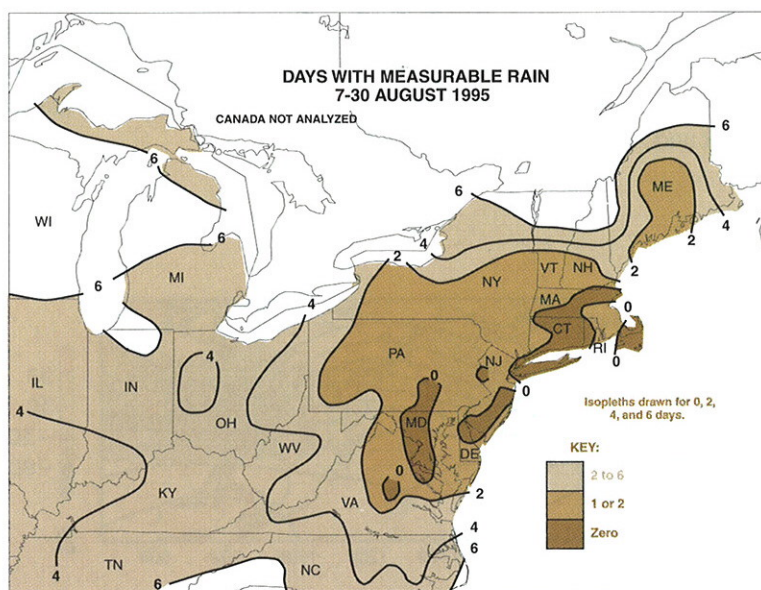 DAYS WITH MEASURABLE RAIN
7-30 AUGUST 1995
CANADA NOT ANALYZED
6
6
ME
6
WI
6
4
4
2
2
MI
6
VT
NH
NY
2
4
MA
0
CT
RI
0
PA
NJ
4
IL
IN
0
0
Isopleths drawn for 0, 2,
4, and 6 days.
4
OH
MD
KEY:
WV
DE
2 to 6
0
KY
VA
2
1 or 2
4
Zero
6
TN
4
NC
6